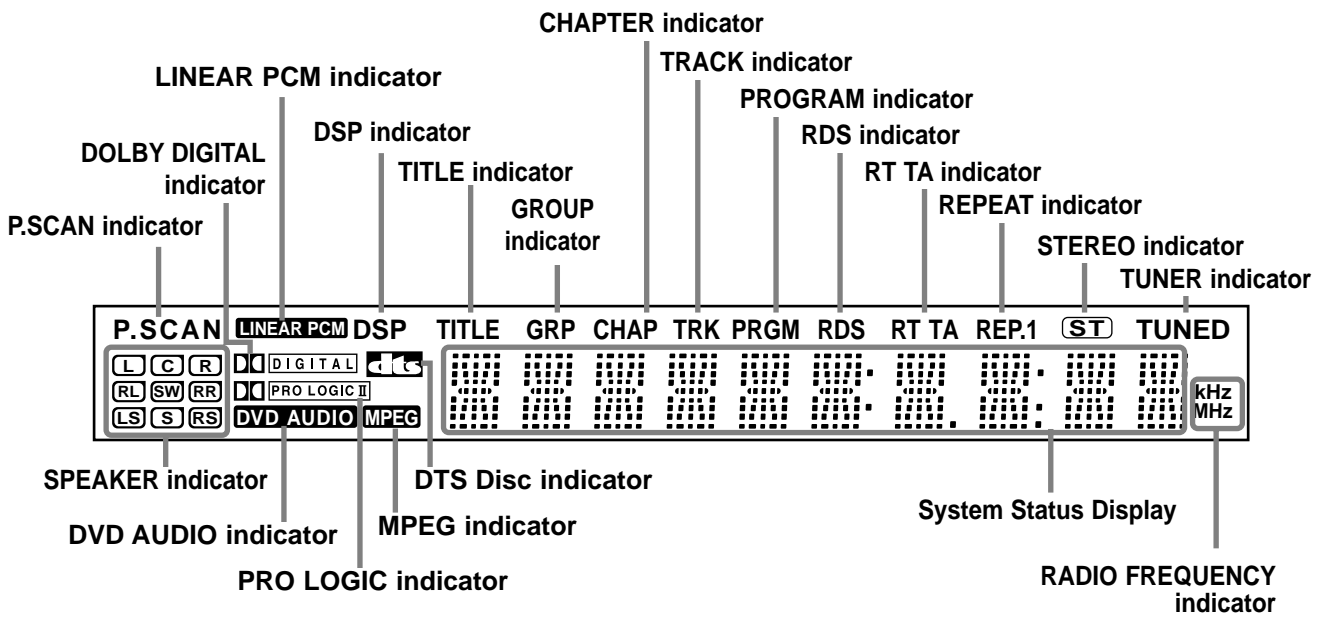 CHAPTER indicator
LINEAR PCM indicator
TRACK indicator
PROGRAM indicator
DSP indicator
RDS indicator
DOLBY DIGITAL
indicator
TITLE indicator
RT TA indicator
GROUP
indicator
REPEAT indicator
P.SCAN indicator
STEREO indicator
TUNER indicator
P.SCAN LINEAR PCM DSP TITLE GRP CHAP TRK PRGM RDS RT TA REP.1 ST TUNED
L C R DIGITAL dts
RL SW RR PRO LOGIC II
LS S RS DVD AUDIO MPEG
kHz
MHz
SPEAKER indicator
DTS Disc indicator
System Status Display
DVD AUDIO indicator
MPEG indicator
PRO LOGIC indicator
RADIO FREQUENCY
indicator